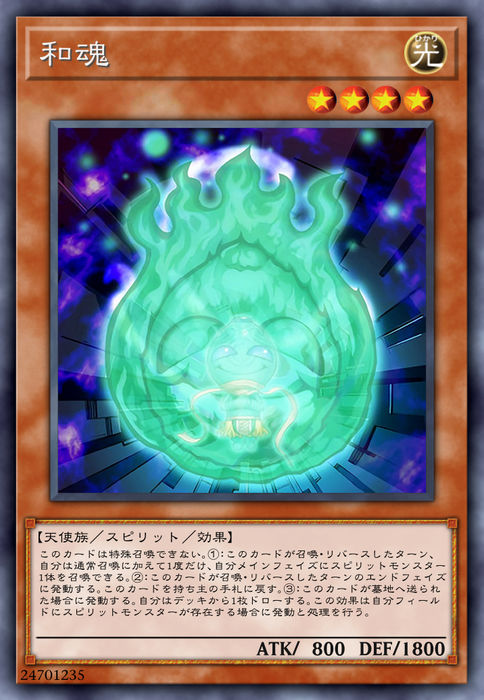 和魂
ひかり
光
【天使族／スピリット／効果】
このカードは特殊召喚できない。①：このカードが召喚・リバースしたターン、
自分は通常召喚に加えて1度だけ、自分メインフェイズにスピリットモンスター
1体を召喚できる。②：このカードが召喚・リバースしたターンのエンドフェイズ
に発動する。このカードを持ち主の手札に戻す。③：このカードが墓地へ送られ
た場合に発動する。自分はデッキから1枚ドローする。この効果は自分フィール
ドにスピリットモンスターが存在する場合に発動と処理を行う。
ATK/ 800 DEF/1800
24701235